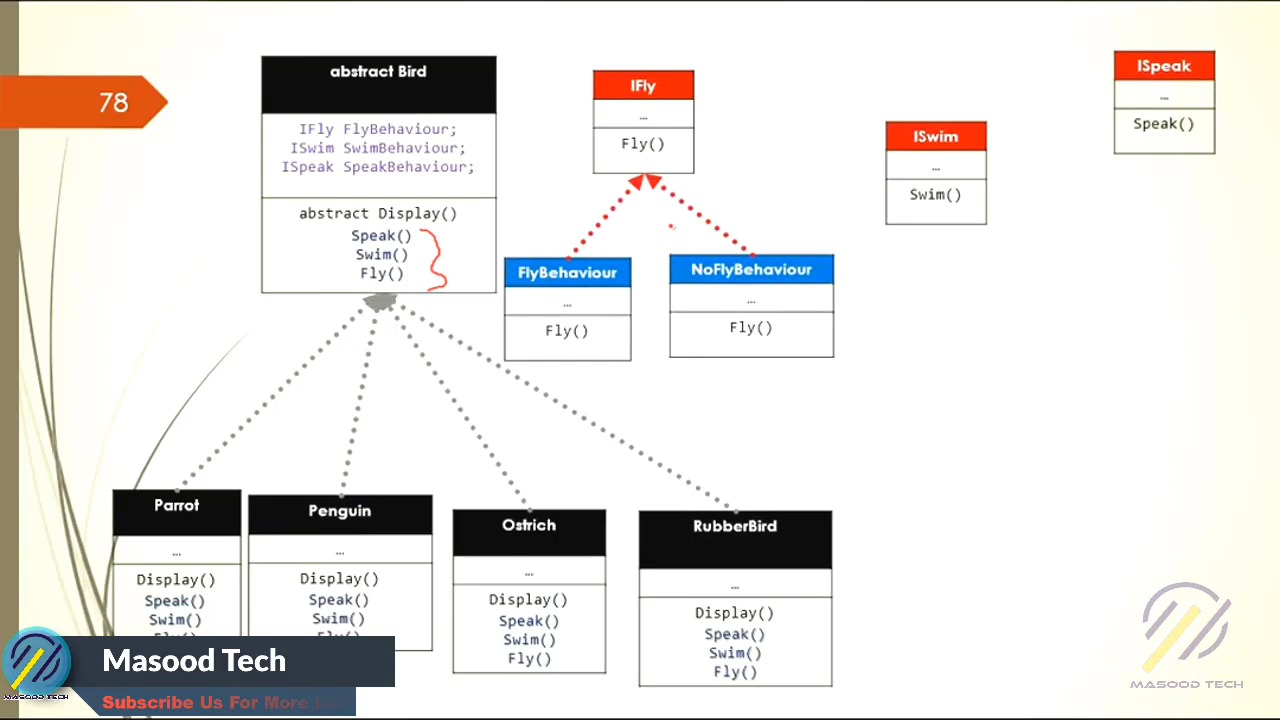 78
abstract Bird
IFly FlyBehaviour;
ISwim SwimBehaviour;
ISpeak SpeakBehaviour;
abstract Display()
Speak()
Swim()
Fly()
IFly
...
Fly()
ISwim
...
Swim()
ISpeak
...
Speak()
FlyBehaviour
...
Fly()
NoFlyBehaviour
...
Fly()
Parrot
...
Display()
Speak()
Swim()
Penguin
...
Display()
Speak()
Swim()
Ostrich
...
Display()
Speak()
Swim()
Fly()
RubberBird
...
Display()
Speak()
Swim()
Fly()
Masood Tech
Subscribe Us For More
MASOOD TECH
MASOOD TECH